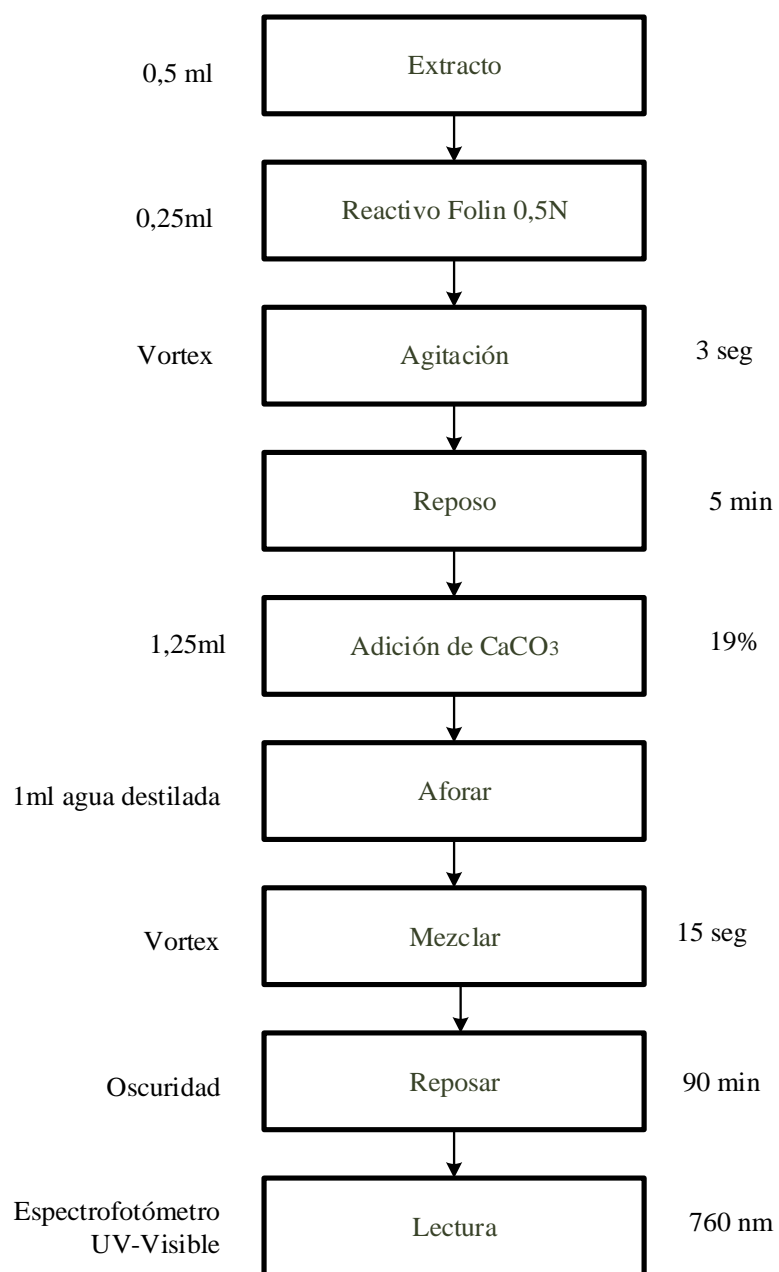 0,5 ml
Extracto
0,25ml
Reactivo Folin 0,5N
Vortex
Agitación
3 seg
Reposo
5 min
1,25ml
Adición de CaCO3
19%
1ml agua destilada
Aforar
Vortex
Mezclar
15 seg
Oscuridad
Reposar
90 min
Espectrofotómetro
UV-Visible
Lectura
760 nm